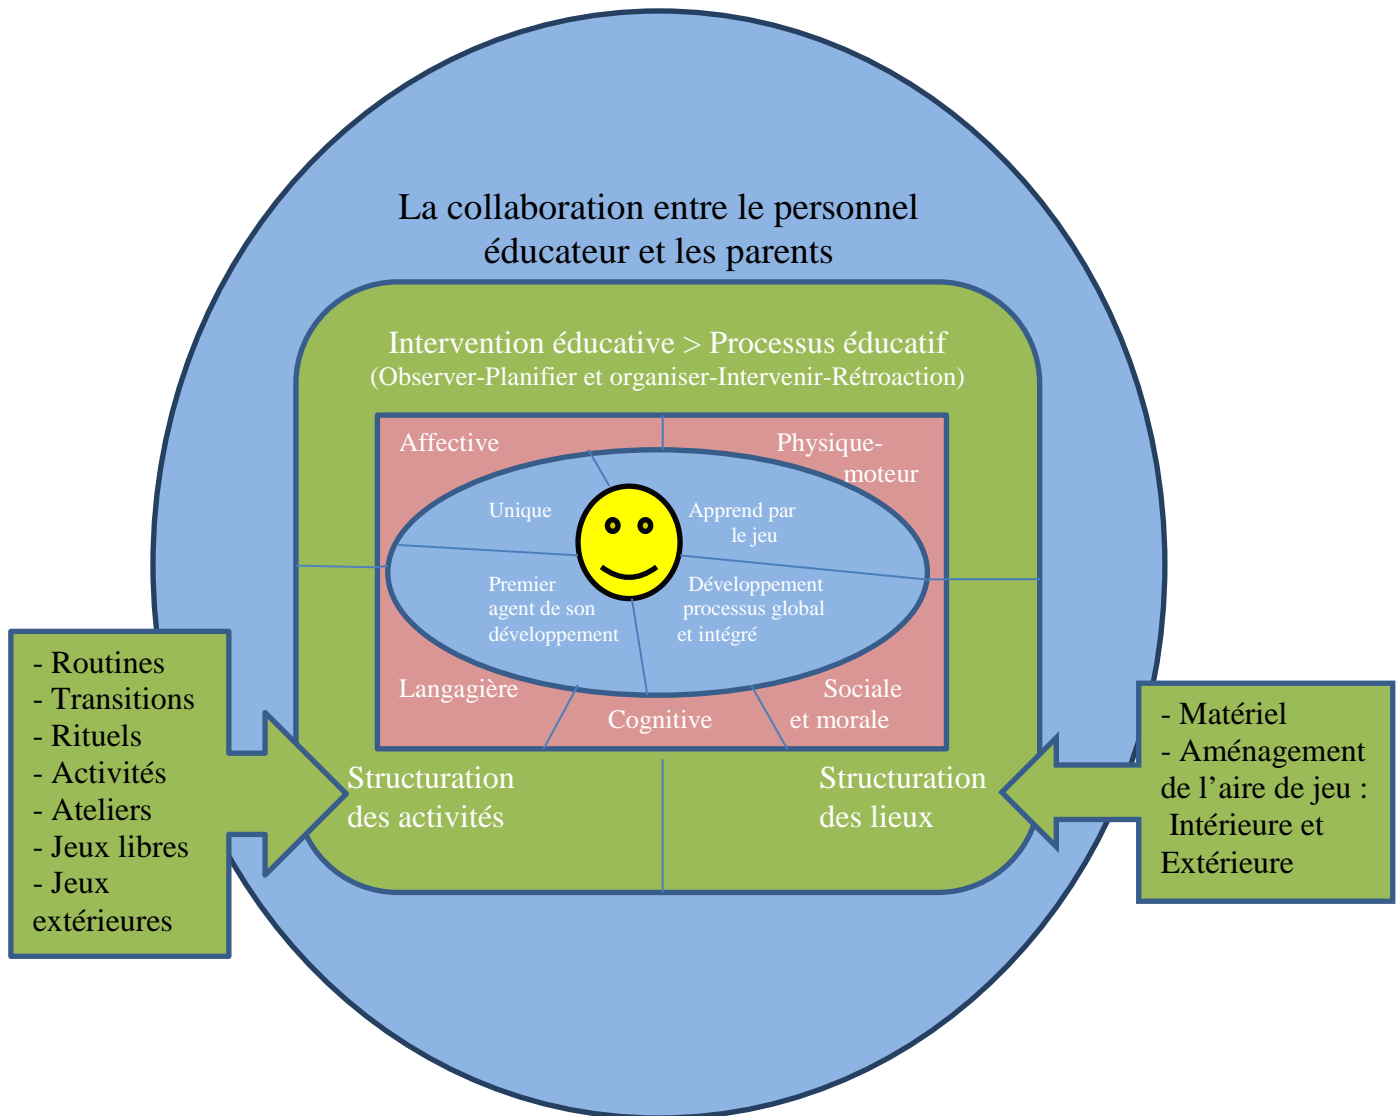 La collaboration entre le personnel
éducateur et les parents
Intervention éducative > Processus éducatif
(Observer-Planifier et organiser-Intervenir-Rétroaction)
Affective
Physique-
moteur
Unique
Apprend par
le jeu
Premier
agent de son
développement
Développement
processus global
et intégré
Langagière
Cognitive
Sociale
et morale
Structuration
des activités
Structuration
des lieux
- Routines
- Transitions
- Rituels
- Activités
- Ateliers
- Jeux libres
- Jeux
extérieures
- Matériel
- Aménagement
de l’aire de jeu :
Intérieure et
Extérieure